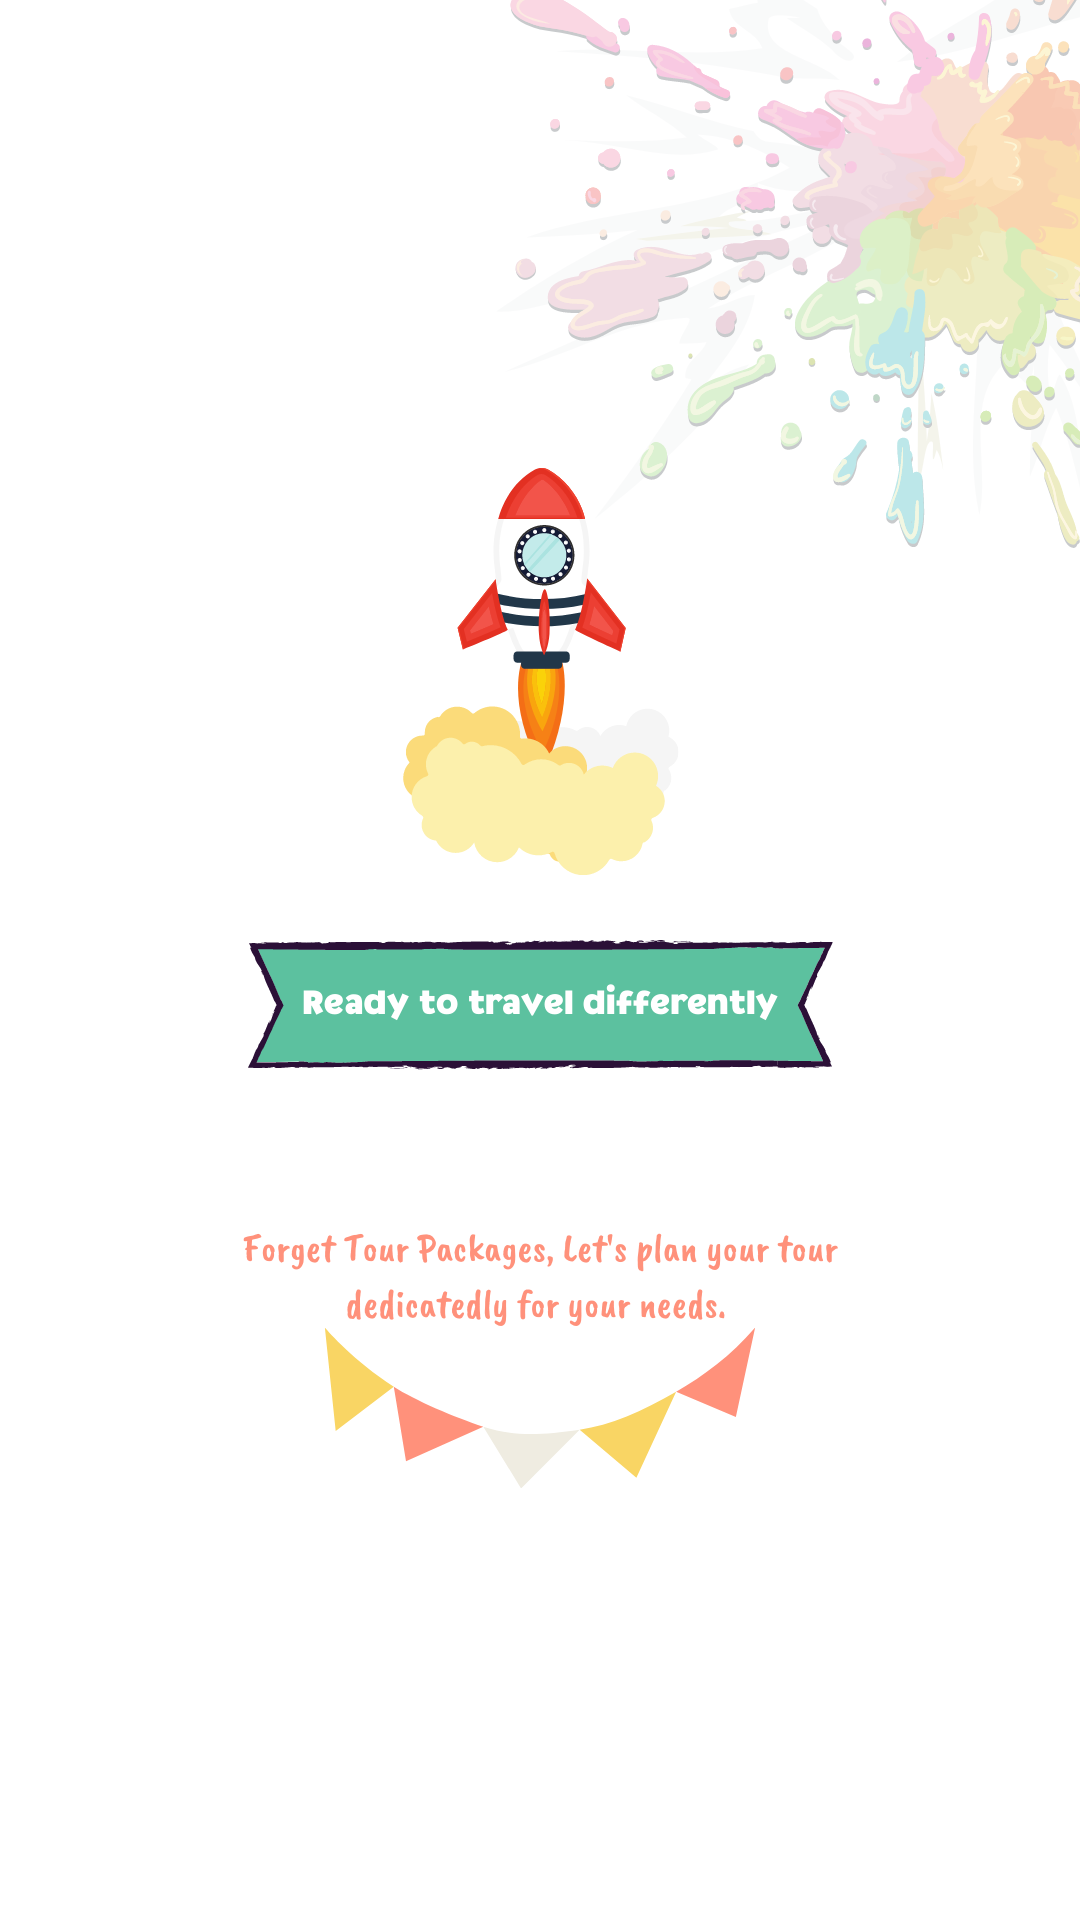 Ready to travel differently
Forget Tour Packages, Let's plan your tour
dedicatedly for your needs.